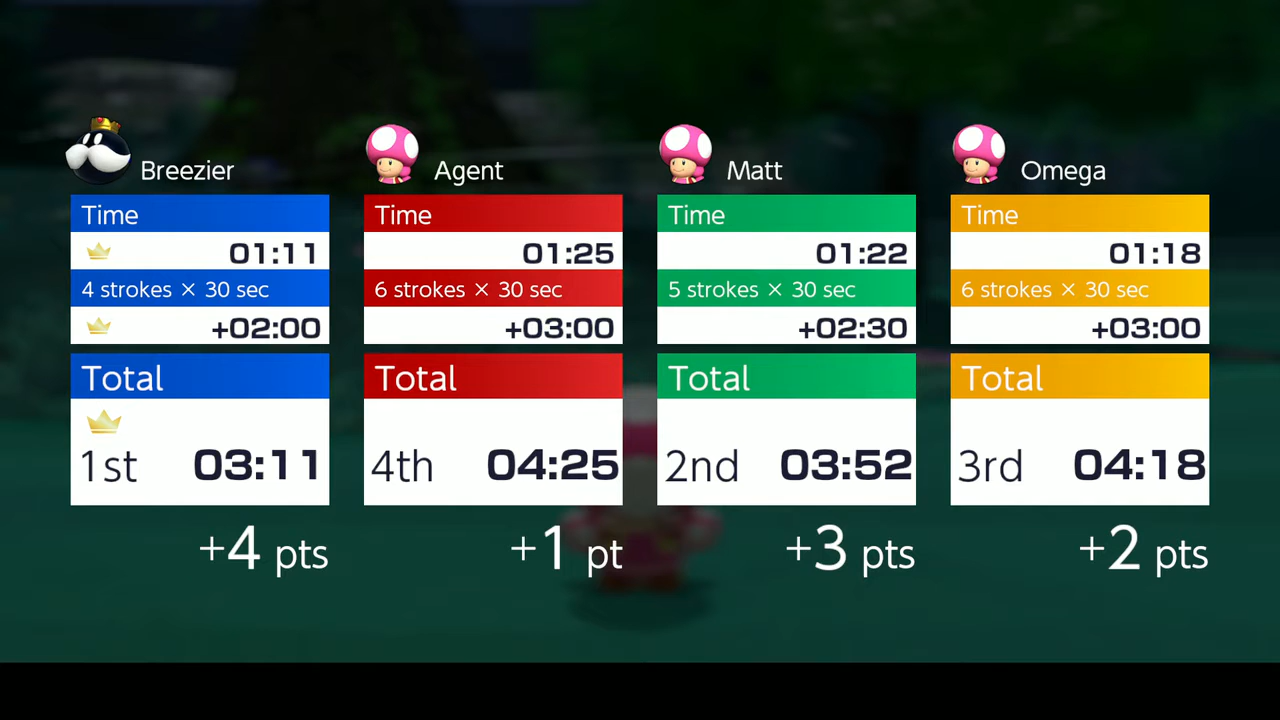 Breezier
Time
01:11
4 strokes × 30 sec
+02:00
Total
1st 03:11
+4 pts
Agent
Time
01:25
6 strokes × 30 sec
+03:00
Total
4th 04:25
+1 pt
Matt
Time
01:22
5 strokes × 30 sec
+02:30
Total
2nd 03:52
+3 pts
Omega
Time
01:18
6 strokes × 30 sec
+03:00
Total
3rd 04:18
+2 pts